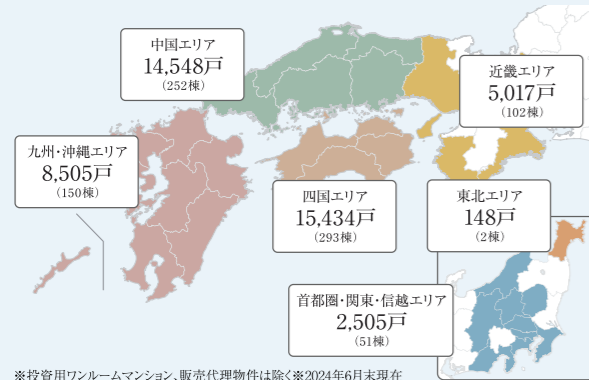 中国エリア
14,548戸
(252棟)
近畿エリア
5,017戸
(102棟)
九州・沖縄エリア
8,505戸
(150棟)
四国エリア
15,434戸
(293棟)
東北エリア
148戸
(2棟)
首都圏・関東・信越エリア
2,505戸
(51棟)
※投資用ワンルームマンション、販売代理物件は除く※2024年6月末現在